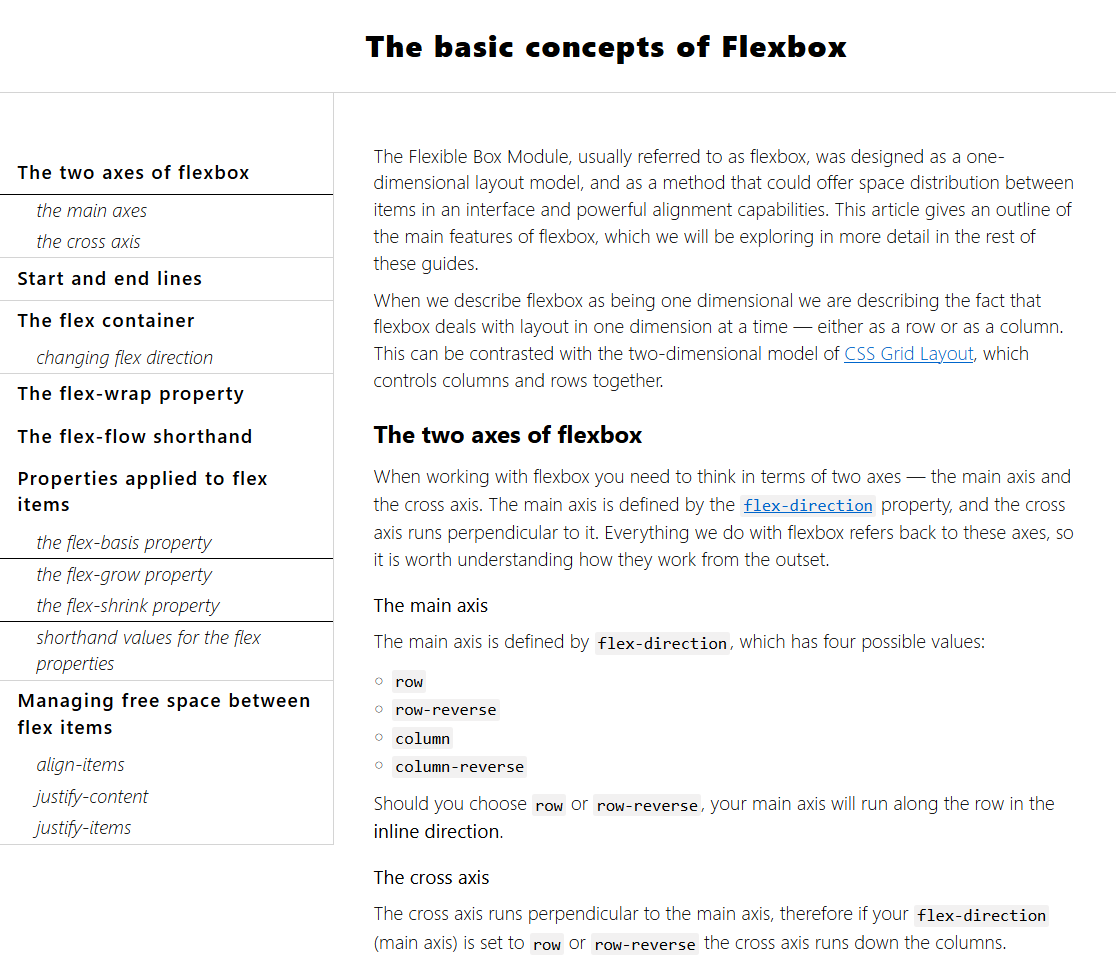 The basic concepts of Flexbox
The two axes of flexbox
the main axes
the cross axis
Start and end lines
The flex container
changing flex direction
The flex-wrap property
The flex-flow shorthand
Properties applied to flex
items
the flex-basis property
the flex-grow property
the flex-shrink property
shorthand values for the flex
properties
Managing free space between
flex items
align-items
justify-content
justify-items
The Flexible Box Module, usually referred to as flexbox, was designed as a one-
dimensional layout model, and as a method that could offer space distribution between
items in an interface and powerful alignment capabilities. This article gives an outline of
the main features of flexbox, which we will be exploring in more detail in the rest of
these guides.
When we describe flexbox as being one dimensional we are describing the fact that
flexbox deals with layout in one dimension at a time — either as a row or as a column.
This can be contrasted with the two-dimensional model of CSS Grid Layout, which
controls columns and rows together.
The two axes of flexbox
When working with flexbox you need to think in terms of two axes — the main axis and
the cross axis. The main axis is defined by the flex-direction property, and the cross
axis runs perpendicular to it. Everything we do with flexbox refers back to these axes, so
it is worth understanding how they work from the outset.
The main axis
The main axis is defined by flex-direction, which has four possible values:
row
row-reverse
column
column-reverse
Should you choose row or row-reverse, your main axis will run along the row in the
inline direction.
The cross axis
The cross axis runs perpendicular to the main axis, therefore if your flex-direction
(main axis) is set to row or row-reverse the cross axis runs down the columns.